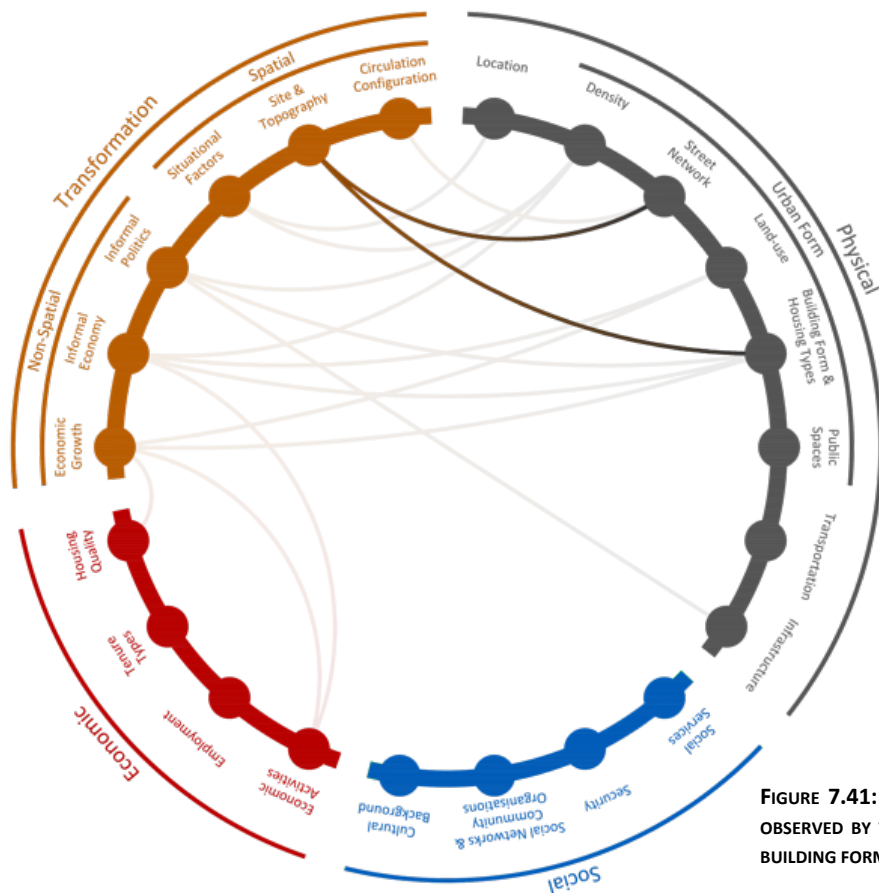 Transformation
Spatial
Non-Spatial
Circulation
Configuration
Site &
Topography
Situational
Factors
Informal
Politics
Informal
Economy
Economic
Growth
Physical
Urban Form
Location
Density
Street
Network
Land-use
Building Form &
Housing Types
Public
Spaces
Transportation
Infrastructure
Social
Services
Security
Social Networks &
Community
Organisations
Cultural
Background
Social
Economic
Activities
Employment
Tenure
Types
Housing
Quality
Economic
FIGURE 7.41:
OBSERVED BY
BUILDING FORM